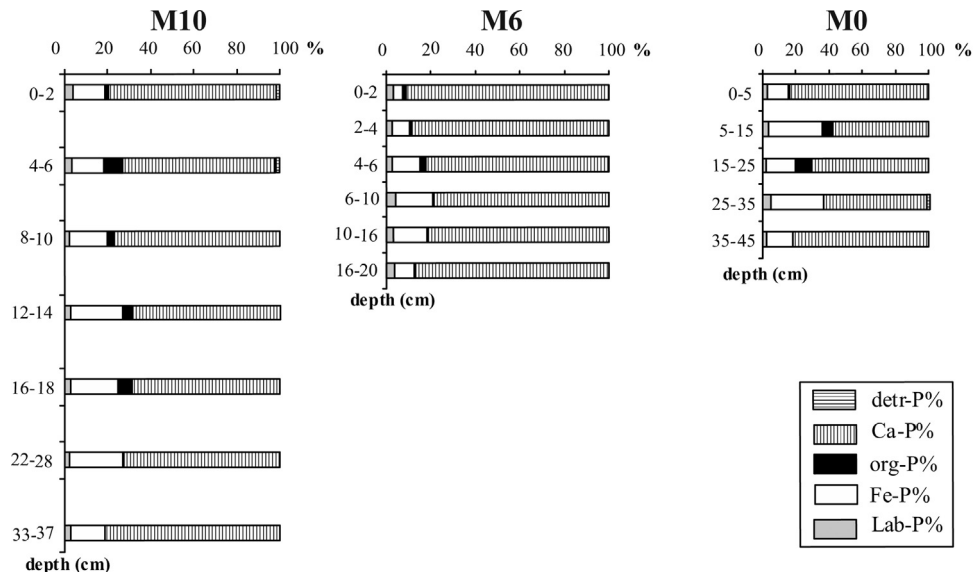 M10
0 20 40 60 80 100 %
0-2
4-6
8-10
12-14
16-18
22-28
33-37
depth (cm)
M6
0 20 40 60 80 100 %
0-2
2-4
4-6
6-10
10-16
16-20
depth (cm)
M0
0 20 40 60 80 100 %
0-5
5-15
15-25
25-35
35-45
depth (cm)
detr-P%
Ca-P%
org-P%
Fe-P%
Lab-P%